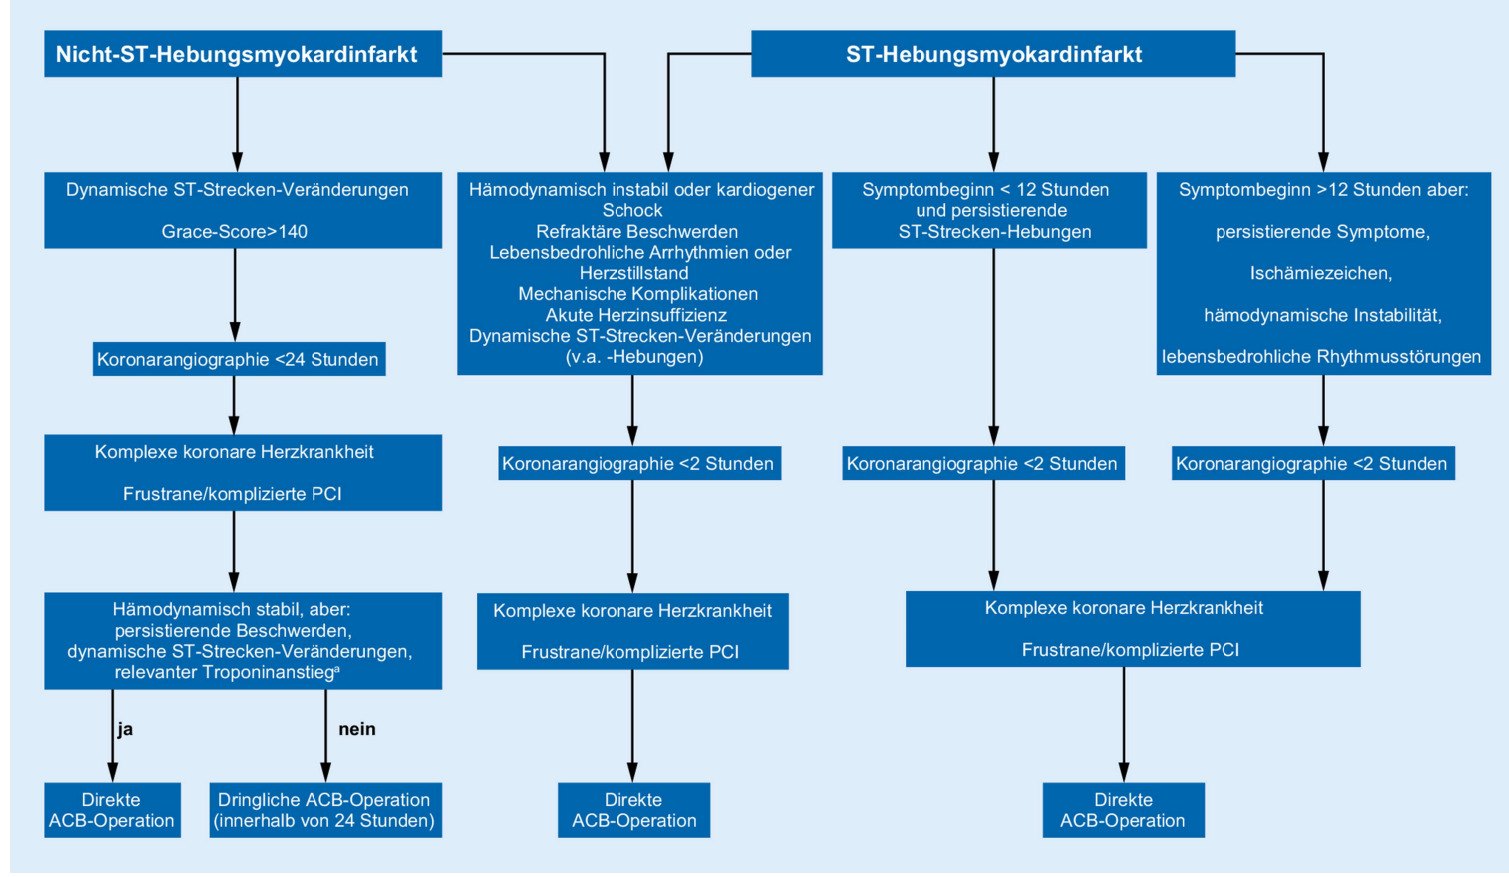 Nicht-ST-Hebungsmyokardinfarkt
ST-Hebungsmyokardinfarkt
Dynamische ST-Strecken-Veränderungen
Grace-Score>140
Hämodynamisch instabil oder kardiogener
Schock
Refraktäre Beschwerden
Lebensbedrohliche Arrhythmien oder
Herzstillstand
Mechanische Komplikationen
Akute Herzinsuffizienz
Dynamische ST-Strecken-Veränderungen
(v.a. -Hebungen)
Symptombeginn < 12 Stunden
und persistierende
ST-Strecken-Hebungen
Symptombeginn >12 Stunden aber:
persistierende Symptome,
Ischämiezeichen,
hämodynamische Instabilität,
lebensbedrohliche Rhythmusstörungen
Koronarangiographie <24 Stunden
Komplexe koronare Herzkrankheit
Frustrane/komplizierte PCI
Koronarangiographie <2 Stunden
Koronarangiographie <2 Stunden
Koronarangiographie <2 Stunden
Hämodynamisch stabil, aber:
persistierende Beschwerden,
dynamische ST-Strecken-Veränderungen,
relevanter Troponinanstiegᵃ
Komplexe koronare Herzkrankheit
Frustrane/komplizierte PCI
Komplexe koronare Herzkrankheit
Frustrane/komplizierte PCI
ja
nein
Direkte
ACB-Operation
Dringliche ACB-Operation
(innerhalb von 24 Stunden)
Direkte
ACB-Operation
Direkte
ACB-Operation